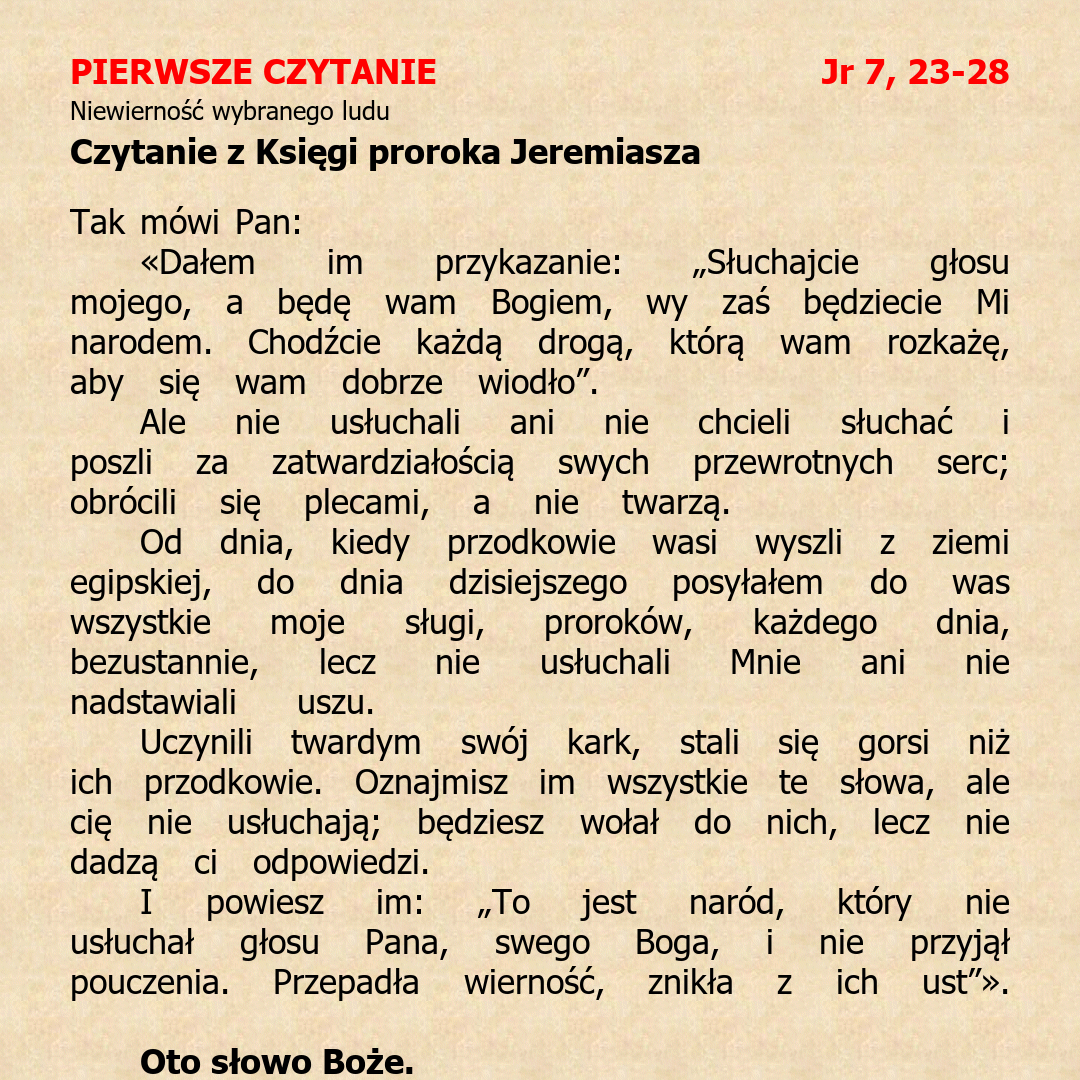 PIERWSZE CZYTANIE Jr 7, 23-28
Niewierność wybranego ludu
Czytanie z Księgi proroka Jeremiasza
Tak mówi Pan:
«Dałem im przykazanie: „Słuchajcie głosu
mojego, a będę wam Bogiem, wy zaś będziecie Mi
narodem. Chodźcie każdą drogą, którą wam rozkażę,
aby się wam dobrze wiodło”.
Ale nie usłuchali ani nie chcieli słuchać i
poszli za zatwardziałością swych przewrotnych serc;
obrócili się plecami, a nie twarzą.
Od dnia, kiedy przodkowie wasi wyszli z ziemi
egipskiej, do dnia dzisiejszego posyłałem do was
wszystkie moje sługi, proroków, każdego dnia,
bezustannie, lecz nie usłuchali Mnie ani nie
nadstawiali uszu.
Uczynili twardym swój kark, stali się gorsi niż
ich przodkowie. Oznajmisz im wszystkie te słowa, ale
cię nie usłuchają; będziesz wołał do nich, lecz nie
dadzą ci odpowiedzi.
I powiesz im: „To jest naród, który nie
usłuchał głosu Pana, swego Boga, i nie przyjął
pouczenia. Przepadła wierność, znikła z ich ust”».
Oto słowo Boże.